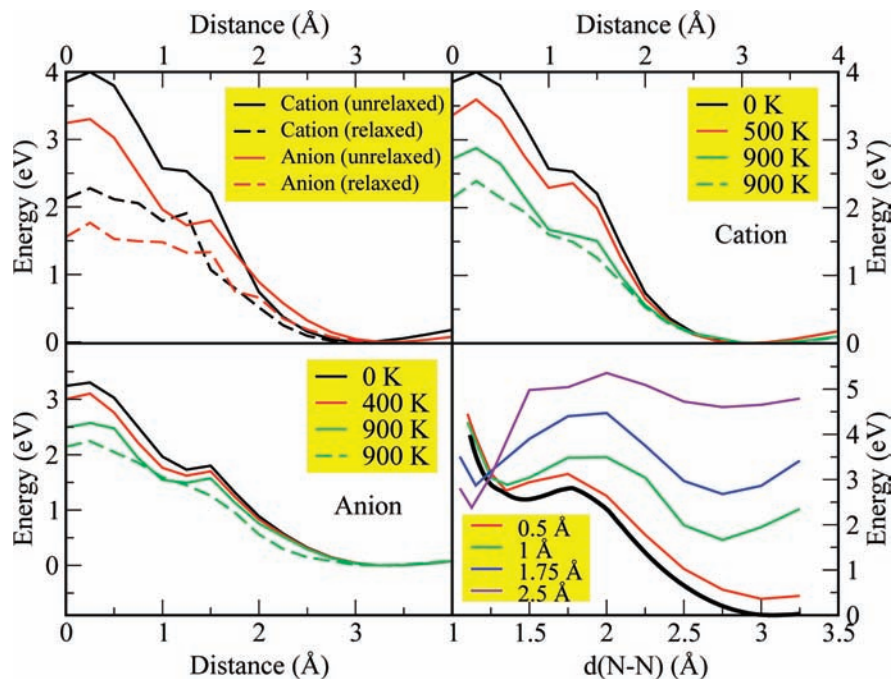 Distance (Å)
Distance (Å)
0 1 2 3
0 1 2 3 4
Energy (eV)
4
3
2
1
0
Cation (unrelaxed)
Cation (relaxed)
Anion (unrelaxed)
Anion (relaxed)
0 K
500 K
900 K
900 K
Cation
4
3
2
1
0
Energy (eV)
Energy (eV)
3
2
1
0
0 K
400 K
900 K
900 K
Anion
0 1 2 3
Distance (Å)
0.5 Å
1 Å
1.75 Å
2.5 Å
5
4
3
2
1
0
Energy (eV)
1 1.5 2 2.5 3 3.5
d(N-N) (Å)